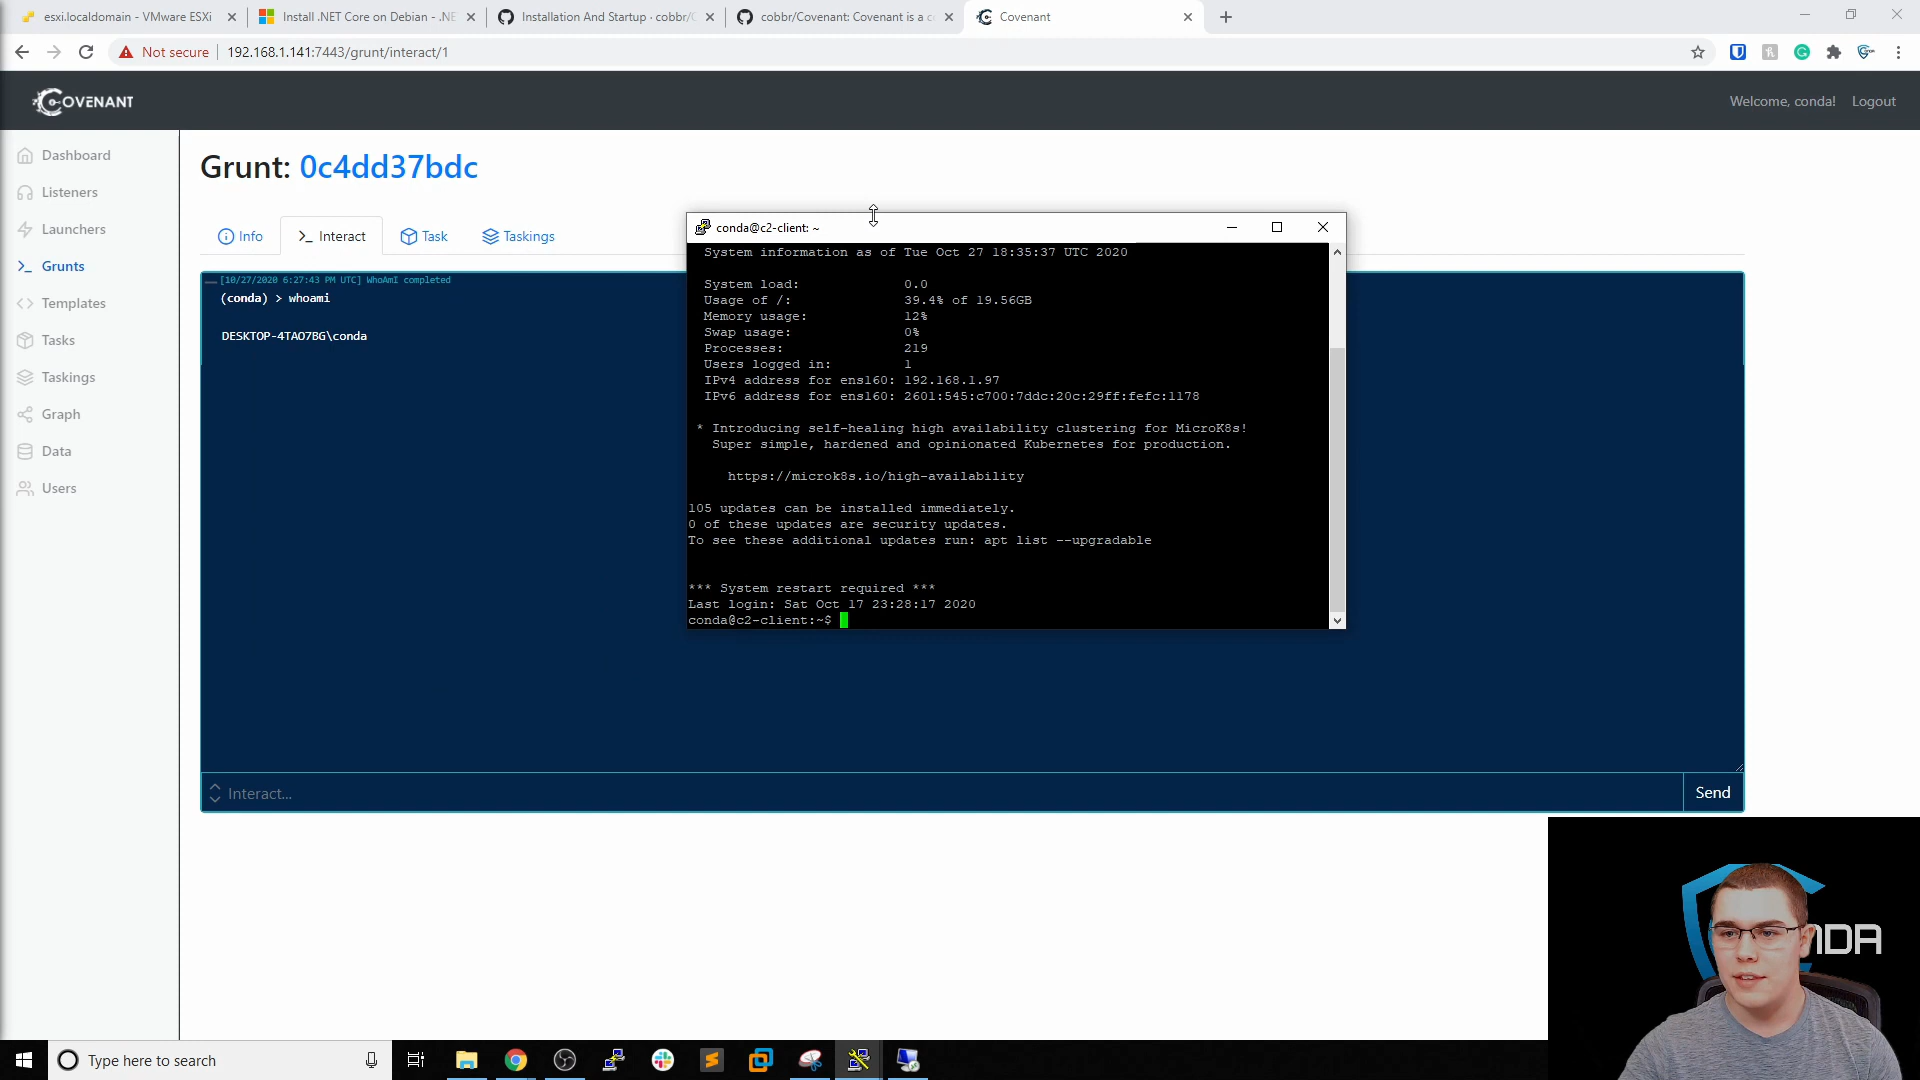 esxi.localdomain - VMware ESXi
Install .NET Core on Debian - .NE
Installation And Startup · cobbr/C
cobbr/Covenant: Covenant is a c
Covenant
Not secure
192.168.1.141:7443/grunt/interact/1
COVENANT
Welcome, conda!
Logout
Dashboard
Listeners
Launchers
Grunts
Templates
Tasks
Taskings
Graph
Data
Users
Grunt: 0c4dd37bdc
Info
Interact
Task
Taskings
[10/27/2020 6:27:43 PM UTC] WhoAmI completed
(conda) > whoami
DESKTOP-4TAO7BG\conda
conda@c2-client: ~
System information as of Tue Oct 27 18:35:37 UTC 2020
System load: 0.0
Usage of /: 39.4% of 19.56GB
Memory usage: 12%
Swap usage: 0%
Processes: 219
Users logged in: 1
IPv4 address for ens160: 192.168.1.97
IPv6 address for ens160: 2601:545:c700:7ddc:20c:29ff:fefc:1178
* Introducing self-healing high availability clustering for MicroK8s!
Super simple, hardened and opinionated Kubernetes for production.
https://microk8s.io/high-availability
105 updates can be installed immediately.
0 of these updates are security updates.
To see these additional updates run: apt list --upgradable
*** System restart required ***
Last login: Sat Oct 17 23:28:17 2020
conda@c2-client:~$
Interact...
Send
NDA
Type here to search